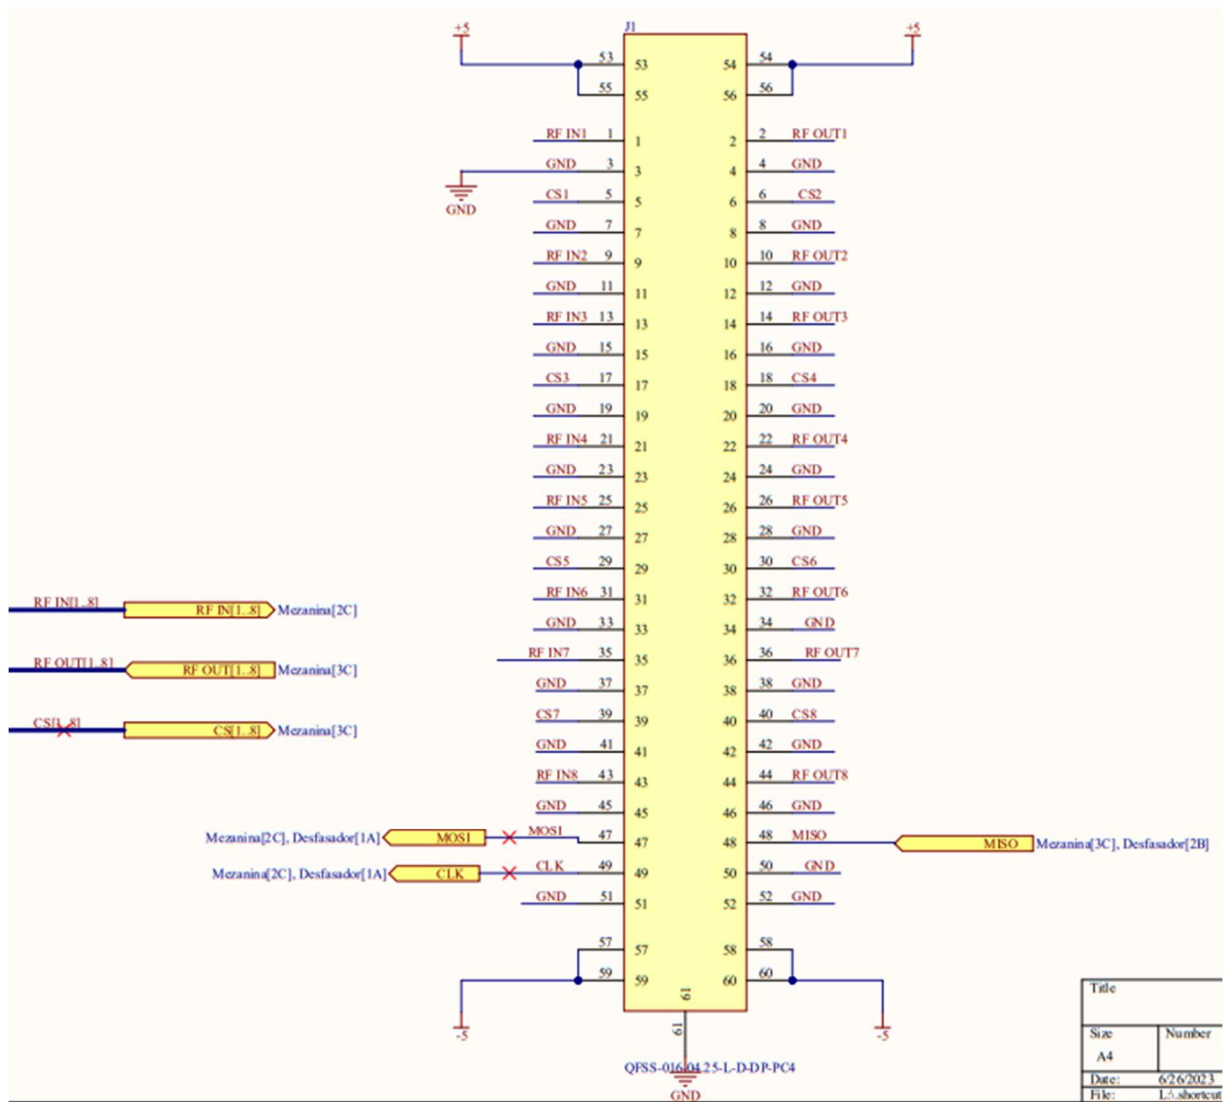 +5 J1 +5
53 53 54 54
55 55 56 56
RF IN1 1 1 2 2 RF OUT1
GND 3 3 4 4 GND
GND
CS1 5 5 6 6 CS2
GND 7 7 8 8 GND
RF IN2 9 9 10 10 RF OUT2
GND 11 11 12 12 GND
RF IN3 13 13 14 14 RF OUT3
GND 15 15 16 16 GND
CS3 17 17 18 18 CS4
GND 19 19 20 20 GND
RF IN4 21 21 22 22 RF OUT4
GND 23 23 24 24 GND
RF IN5 25 25 26 26 RF OUT5
GND 27 27 28 28 GND
CS5 29 29 30 30 CS6
RF IN[1..8] RF IN[1..8] Mezanina[2C]
RF IN6 31 31 32 32 RF OUT6
GND 33 33 34 34 GND
RF OUT[1..8] RF OUT[1..8] Mezanina[3C]
RF IN7 35 35 36 36 RF OUT7
GND 37 37 38 38 GND
CS[1..8] CS[1..8] Mezanina[3C]
CS7 39 39 40 40 CS8
GND 41 41 42 42 GND
RF IN8 43 43 44 44 RF OUT8
GND 45 45 46 46 GND
Mezanina[2C], Desfasador[1A] MOSI MOSI 47 47 48 48 MISO MISO Mezanina[3C], Desfasador[2B]
Mezanina[2C], Desfasador[1A] CLK CLK 49 49 50 50 GND
GND 51 51 52 52 GND
57 57 58 58
59 59 60 60
61
61
-5 -5
QFSS-016-04.25-L-D-DP-PC4
GND
Title
Size Number
A4
Date: 6/26/2023
File: L:\.shortcut